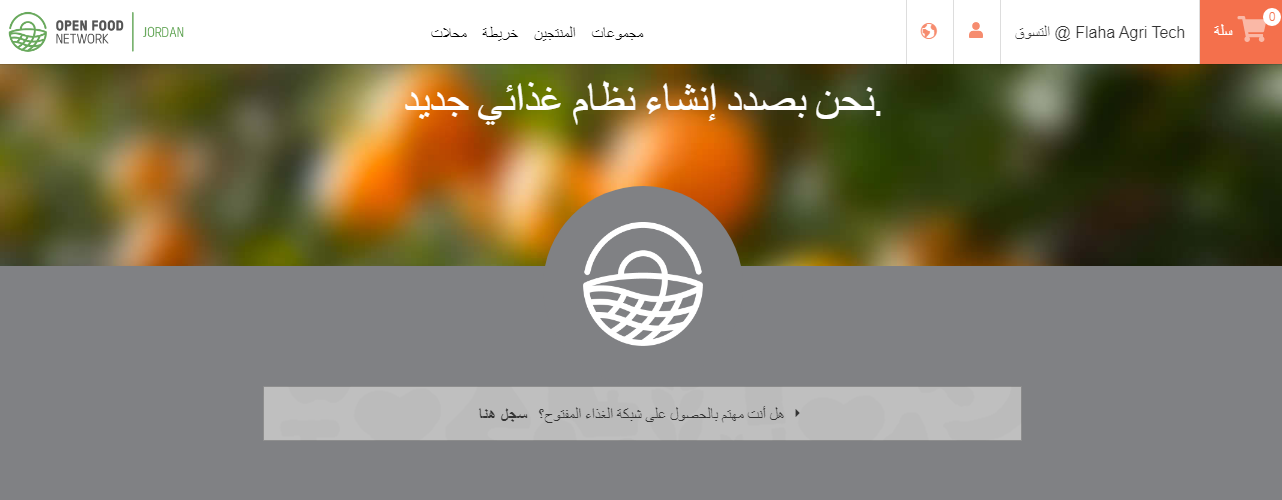 OPEN FOOD
NETWORK
JORDAN
محلات
خريطة
المنتجين
مجموعات
التسوق @ Flaha Agri Tech
سلة
0
نحن بصدد إنشاء نظام غذائي جديد.
هل أنت مهتم بالحصول على شبكة الغذاء المفتوح؟ سجل هنا